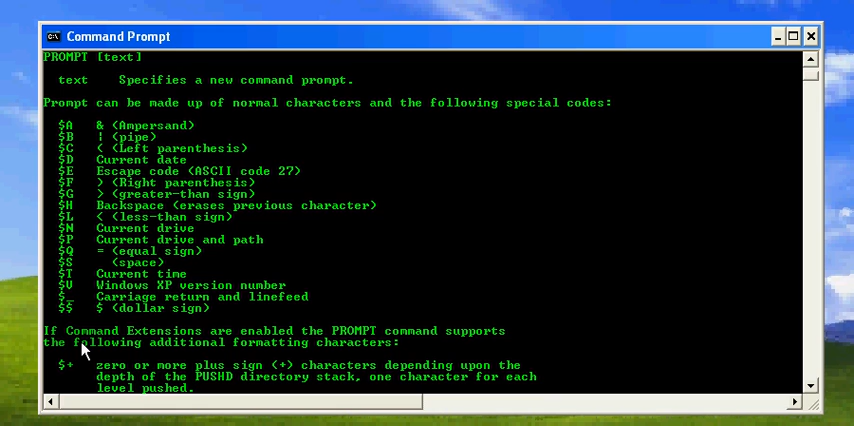 Command Prompt
PROMPT [text]
text    Specifies a new command prompt.
Prompt can be made up of normal characters and the following special codes:
$A   & (Ampersand)
$B   | (pipe)
$C   ( (Left parenthesis)
$D   Current date
$E   Escape code (ASCII code 27)
$F   ) (Right parenthesis)
$G   > (greater-than sign)
$H   Backspace (erases previous character)
$L   < (less-than sign)
$N   Current drive
$P   Current drive and path
$Q   = (equal sign)
$S     (space)
$T   Current time
$V   Windows XP version number
$_   Carriage return and linefeed
$$   $ (dollar sign)
If Command Extensions are enabled the PROMPT command supports
the following additional formatting characters:
$+   zero or more plus sign (+) characters depending upon the
depth of the PUSHD directory stack, one character for each
level pushed.